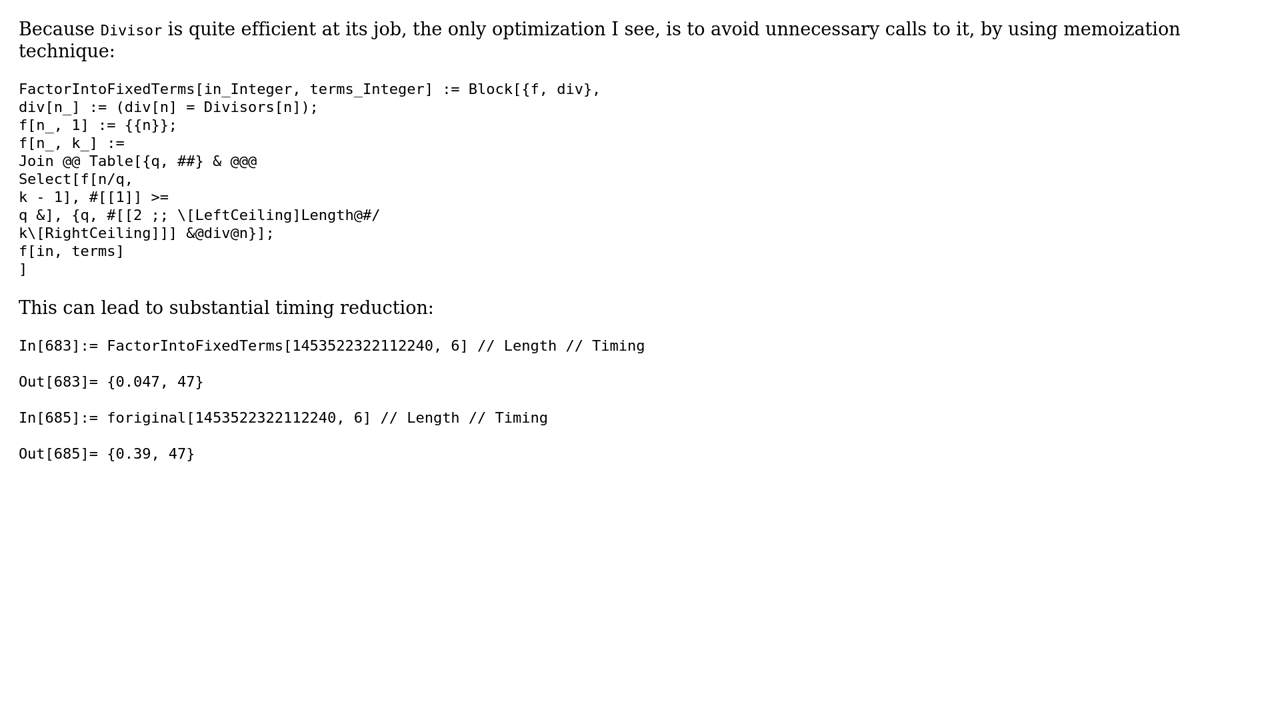 Because Divisor is quite efficient at its job, the only optimization I see, is to avoid unnecessary calls to it, by using memoization
technique:
FactorIntoFixedTerms[in_Integer, terms_Integer] := Block[{f, div},
div[n_] := (div[n] = Divisors[n]);
f[n_, 1] := {{n}};
f[n_, k_] :=
Join @@ Table[{q, ##} & @@@
Select[f[n/q,
k - 1], #[[1]] >=
q &], {q, #[[2 ;; \[LeftCeiling]Length@#/
k\[RightCeiling]]] &@div@n}];
f[in, terms]
]
This can lead to substantial timing reduction:
In[683]:= FactorIntoFixedTerms[1453522322112240, 6] // Length // Timing
Out[683]= {0.047, 47}
In[685]:= foriginal[1453522322112240, 6] // Length // Timing
Out[685]= {0.39, 47}